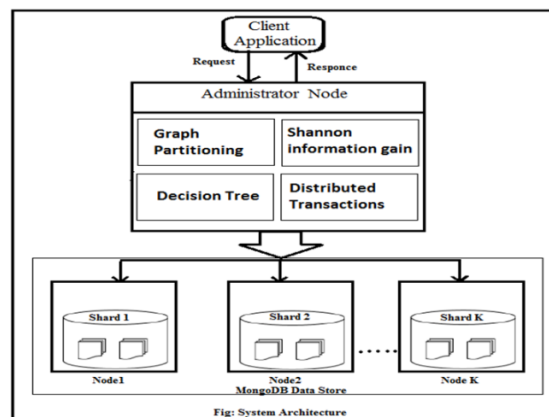 Client
Application
Request
Responce
Administrator Node
Graph
Partitioning
Shannon
information gain
Decision Tree
Distributed
Transactions
Shard 1
Shard 2
Shard K
Node1
Node2
Node K
MongoDB Data Store
Fig: System Architecture